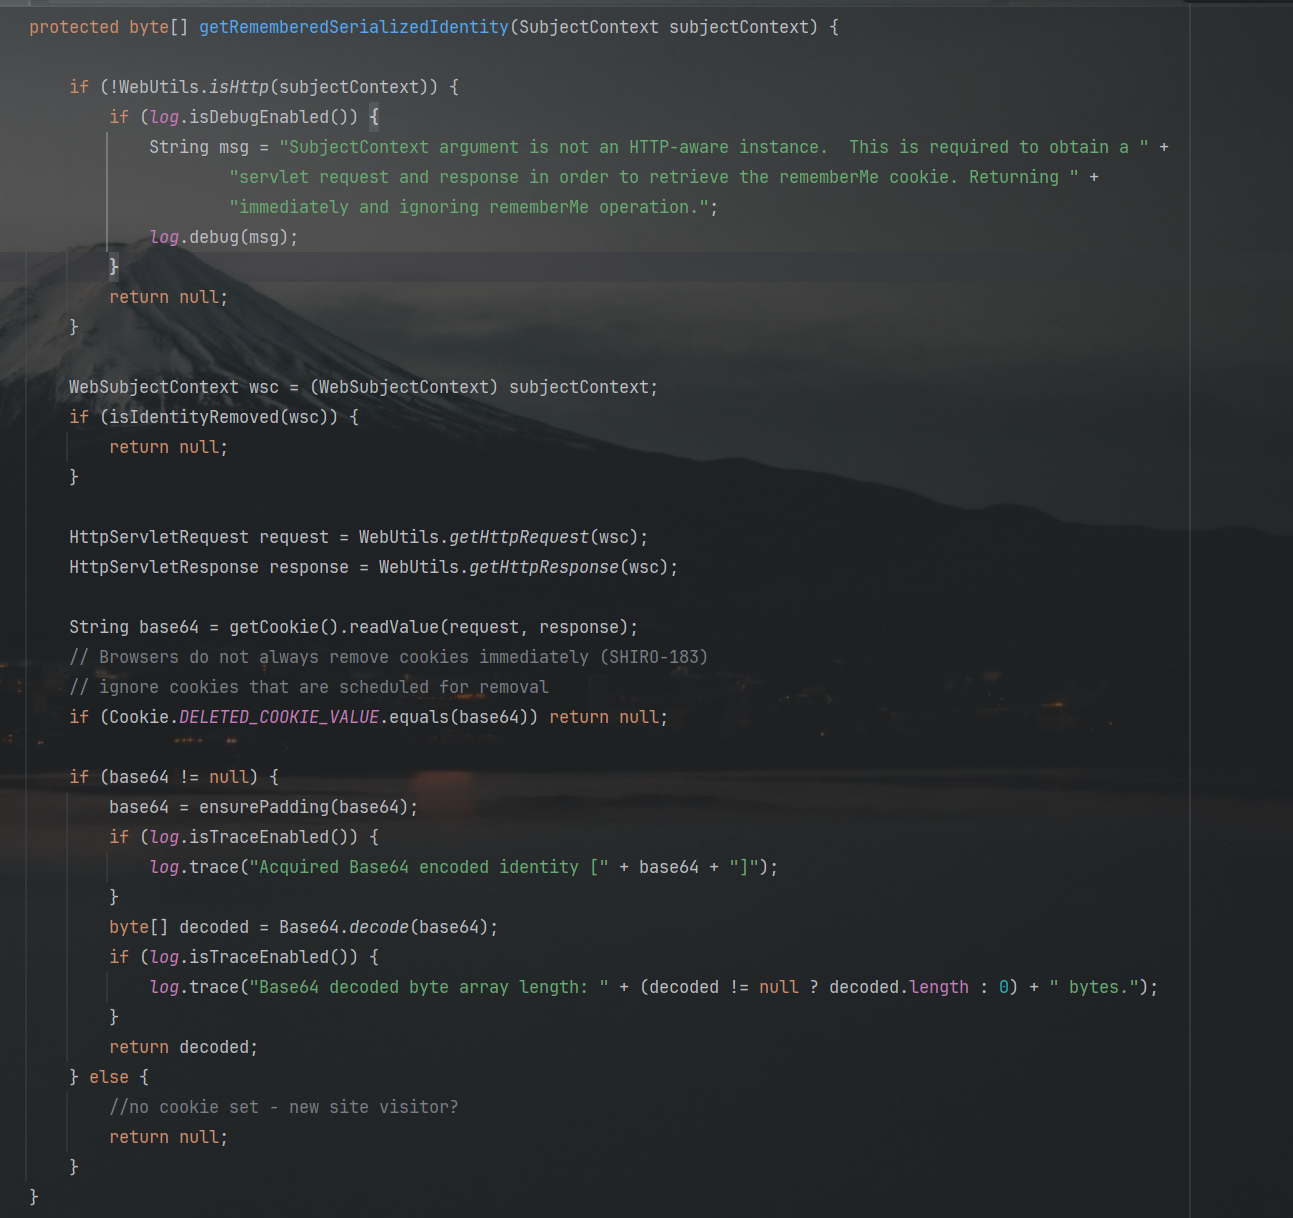 protected byte[] getRememberedSerializedIdentity(SubjectContext subjectContext) {
if (!WebUtils.isHttp(subjectContext)) {
if (log.isDebugEnabled()) {
String msg = "SubjectContext argument is not an HTTP-aware instance.  This is required to obtain a " +
"servlet request and response in order to retrieve the rememberMe cookie. Returning " +
"immediately and ignoring rememberMe operation.";
log.debug(msg);
}
return null;
}
WebSubjectContext wsc = (WebSubjectContext) subjectContext;
if (isIdentityRemoved(wsc)) {
return null;
}
HttpServletRequest request = WebUtils.getHttpRequest(wsc);
HttpServletResponse response = WebUtils.getHttpResponse(wsc);
String base64 = getCookie().readValue(request, response);
// Browsers do not always remove cookies immediately (SHIRO-183)
// ignore cookies that are scheduled for removal
if (Cookie.DELETED_COOKIE_VALUE.equals(base64)) return null;
if (base64 != null) {
base64 = ensurePadding(base64);
if (log.isTraceEnabled()) {
log.trace("Acquired Base64 encoded identity [" + base64 + "]");
}
byte[] decoded = Base64.decode(base64);
if (log.isTraceEnabled()) {
log.trace("Base64 decoded byte array length: " + (decoded != null ? decoded.length : 0) + " bytes.");
}
return decoded;
} else {
//no cookie set - new site visitor?
return null;
}
}